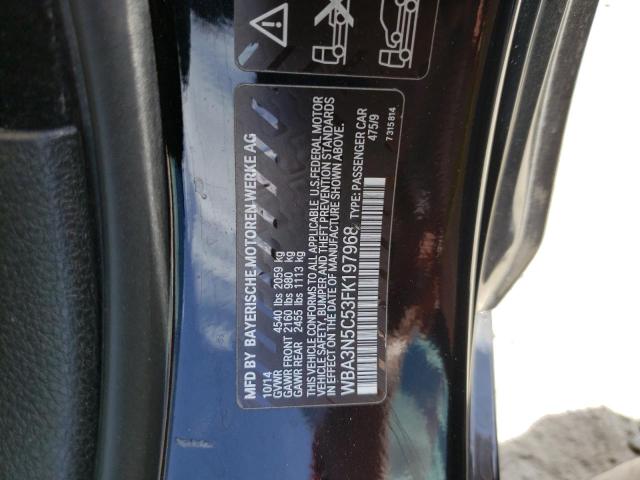 MFD BY BAYERISCHE MOTOREN WERKE AG
10/14
GVWR 4540 lbs 2059 kg
GAWR FRONT 2160 lbs 980 kg
GAWR REAR 2455 lbs 1113 kg
THIS VEHICLE CONFORMS TO ALL APPLICABLE U.S.FEDERAL MOTOR
VEHICLE SAFETY, BUMPER AND THEFT PREVENTION STANDARDS
IN EFFECT ON THE DATE OF MANUFACTURE SHOWN ABOVE.
WBA3N5C53FK197968 TYPE: PASSENGER CAR
475/9
7 315 814